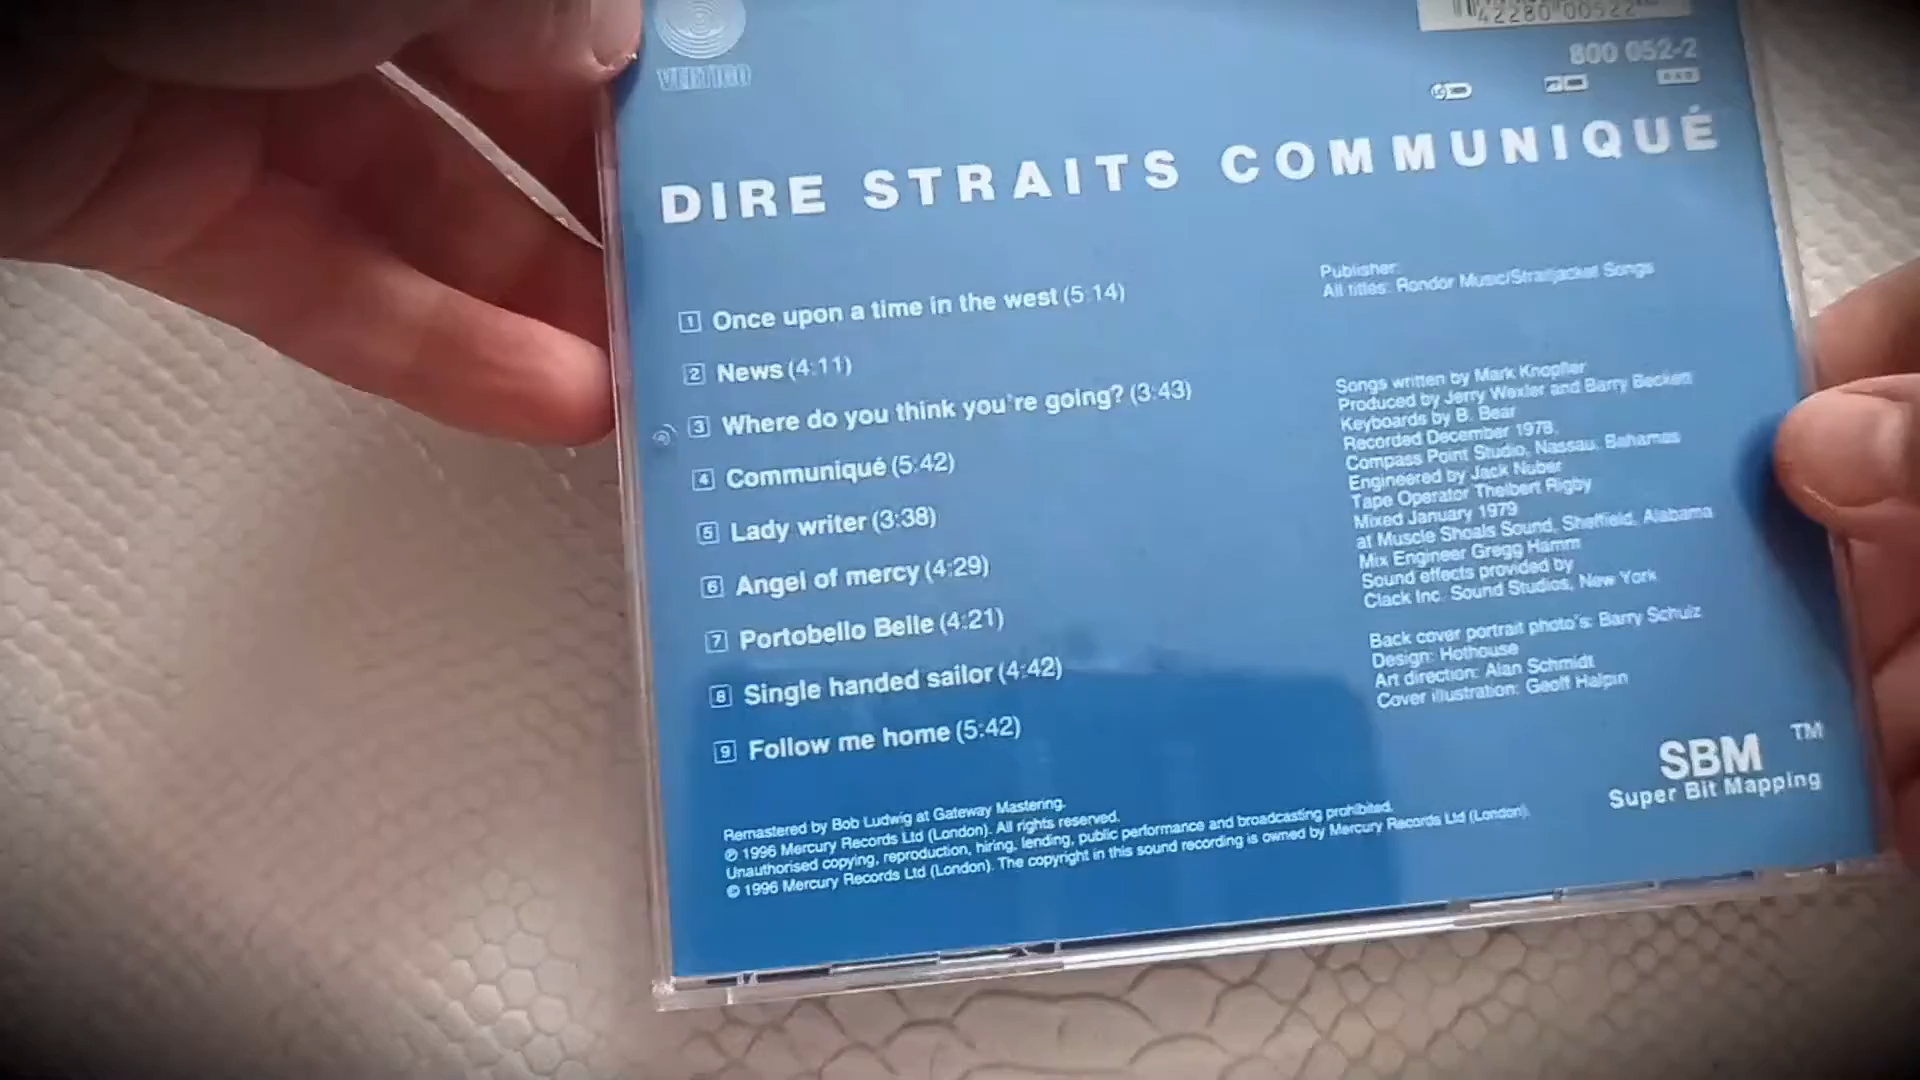 VERTIGO
42280 00522
800 052-2
DIRE STRAITS COMMUNIQUÉ
1 Once upon a time in the west (5:14)
2 News (4:11)
3 Where do you think you're going? (3:43)
4 Communiqué (5:42)
5 Lady writer (3:38)
6 Angel of mercy (4:29)
7 Portobello Belle (4:21)
8 Single handed sailor (4:42)
9 Follow me home (5:42)
Publisher:
All titles: Rondor Music/Straitjacket Songs
Songs written by Mark Knopfler
Produced by Jerry Wexler and Barry Beckett
Keyboards by B. Bear
Recorded December 1978,
Compass Point Studio, Nassau, Bahamas
Engineered by Jack Nuber
Tape Operator Thelbert Rigby
Mixed January 1979
at Muscle Shoals Sound, Sheffield, Alabama
Mix Engineer Gregg Hamm
Sound effects provided by
Clack Inc. Sound Studios, New York
Back cover portrait photo's: Barry Schulz
Design: Hothouse
Art direction: Alan Schmidt
Cover illustration: Geoff Halpin
SBM TM
Super Bit Mapping
Remastered by Bob Ludwig at Gateway Mastering.
℗ 1996 Mercury Records Ltd (London). All rights reserved.
Unauthorised copying, reproduction, hiring, lending, public performance and broadcasting prohibited.
© 1996 Mercury Records Ltd (London). The copyright in this sound recording is owned by Mercury Records Ltd (London).